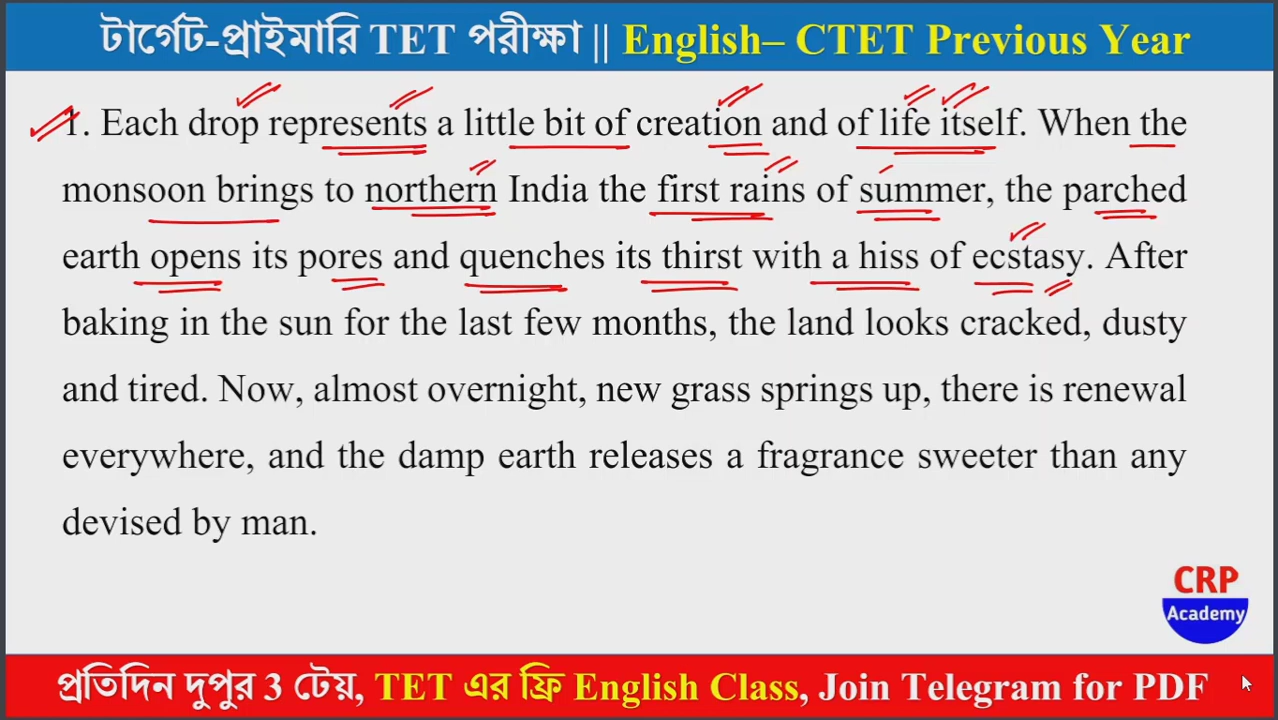 টার্গেট-প্রাইমারি TET পরীক্ষা || English– CTET Previous Year
1. Each drop represents a little bit of creation and of life itself. When the
monsoon brings to northern India the first rains of summer, the parched
earth opens its pores and quenches its thirst with a hiss of ecstasy. After
baking in the sun for the last few months, the land looks cracked, dusty
and tired. Now, almost overnight, new grass springs up, there is renewal
everywhere, and the damp earth releases a fragrance sweeter than any
devised by man.
CRP
Academy
প্রতিদিন দুপুর 3 টেয়, TET এর ফ্রি English Class, Join Telegram for PDF